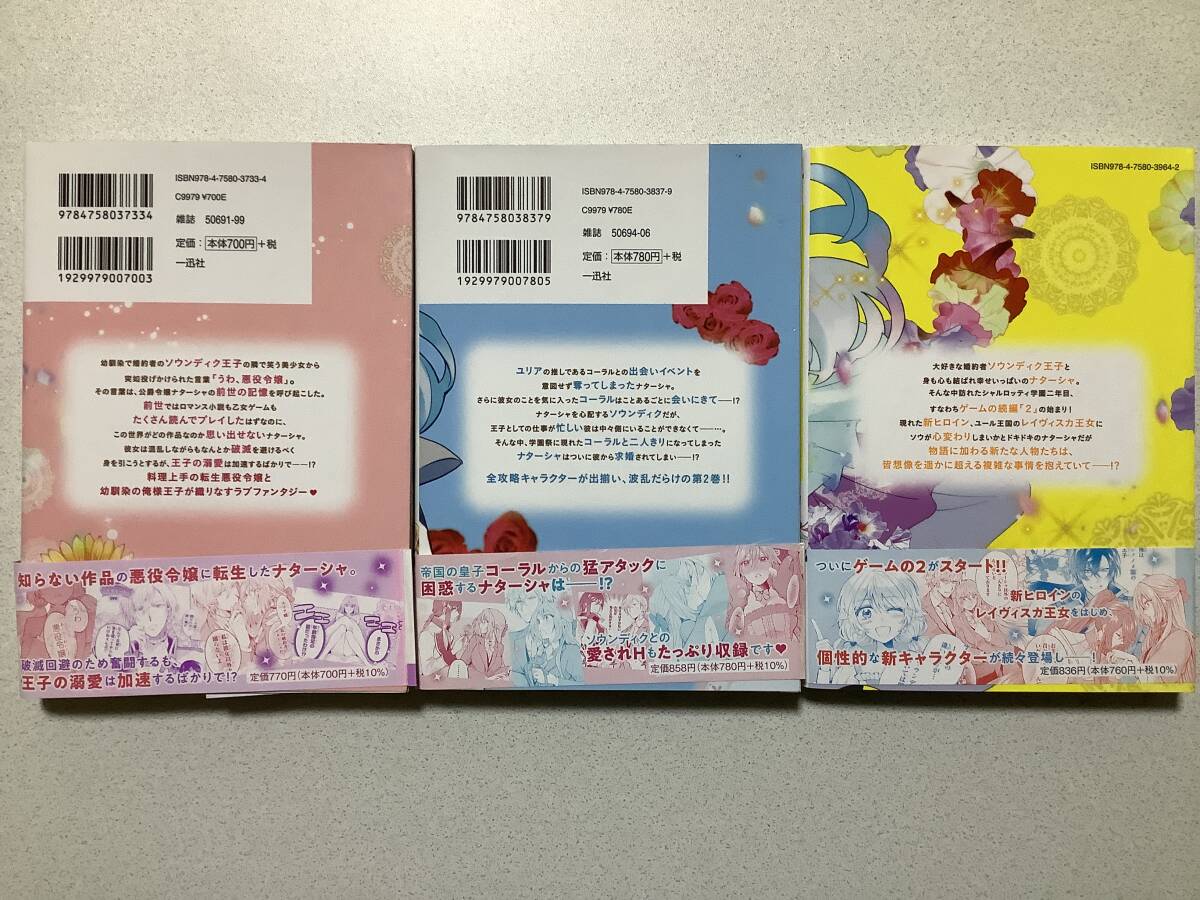 ISBN978-4-7580-3733-4
9784758037334
C9979 ¥700E
雑誌 50691-99
定価：本体700円+税
1929979007003
一迅社
幼馴染で婚約者のソウンディク王子の隣で笑う美少女から
突如投げかけられた言葉「うわ、悪役令嬢」。
その言葉は、公爵令嬢ナターシャの前世の記憶を呼び起こした。
前世ではロマンス小説も乙女ゲームも
たくさん読んでプレイしたはずなのに、
この世界がどの作品なのか思い出せないナターシャ。
彼女は混乱しながらもなんとか破滅を避けるべく
身を引こうとするが、王子の溺愛は加速するばかりで――!?
料理上手の転生悪役令嬢と
幼馴染の俺様王子が織りなすラブファンタジー♥
知らない作品の悪役令嬢に転生したナターシャ。
破滅回避のため奮闘するも、
王子の溺愛は加速するばかりで!?
定価770円(本体700円+税10%)
ISBN978-4-7580-3837-9
9784758038379
C9979 ¥780E
雑誌 50694-06
定価：本体780円+税
1929979007805
一迅社
ユリアの推しであるコーラルとの出会いイベントを
意図せず奪ってしまったナターシャ。
さらに彼女のことを気に入ったコーラルはことあるごとに会いにきて――!?
ナターシャを心配するソウンディクだが、
王子としての仕事が忙しい彼は中々側にいることができなくて――…。
そんな中、学園祭に現れたコーラルと二人きりになってしまった
ナターシャはついに彼から求婚されてしまい――!?
全攻略キャラクターが出揃い、波乱だらけの第2巻!!
帝国の皇子コーラルからの猛アタックに
困惑するナターシャは――!?
ソウンディクとの
愛されHもたっぷり収録です♥
定価858円(本体780円+税10%)
ISBN978-4-7580-3964-2
大好きな婚約者ソウンディク王子と
身も心も結ばれ幸せいっぱいのナターシャ。
そんな中訪れたシャルロッティ学園二年目、
すなわちゲームの続編「2」の始まり!
現れた新ヒロイン、ユール王国のレイヴィスカ王女に
ソウが心変わりしまいかとドキドキのナターシャだが
物語に加わる新たな人物たちは、
皆想像を遥かに超える複雑な事情を抱えていて――!?
ついにゲームの2がスタート!!
新ヒロインの
レイヴィスカ王女をはじめ、
個性的な新キャラクターが続々登場し――!
定価836円(本体760円+税10%)